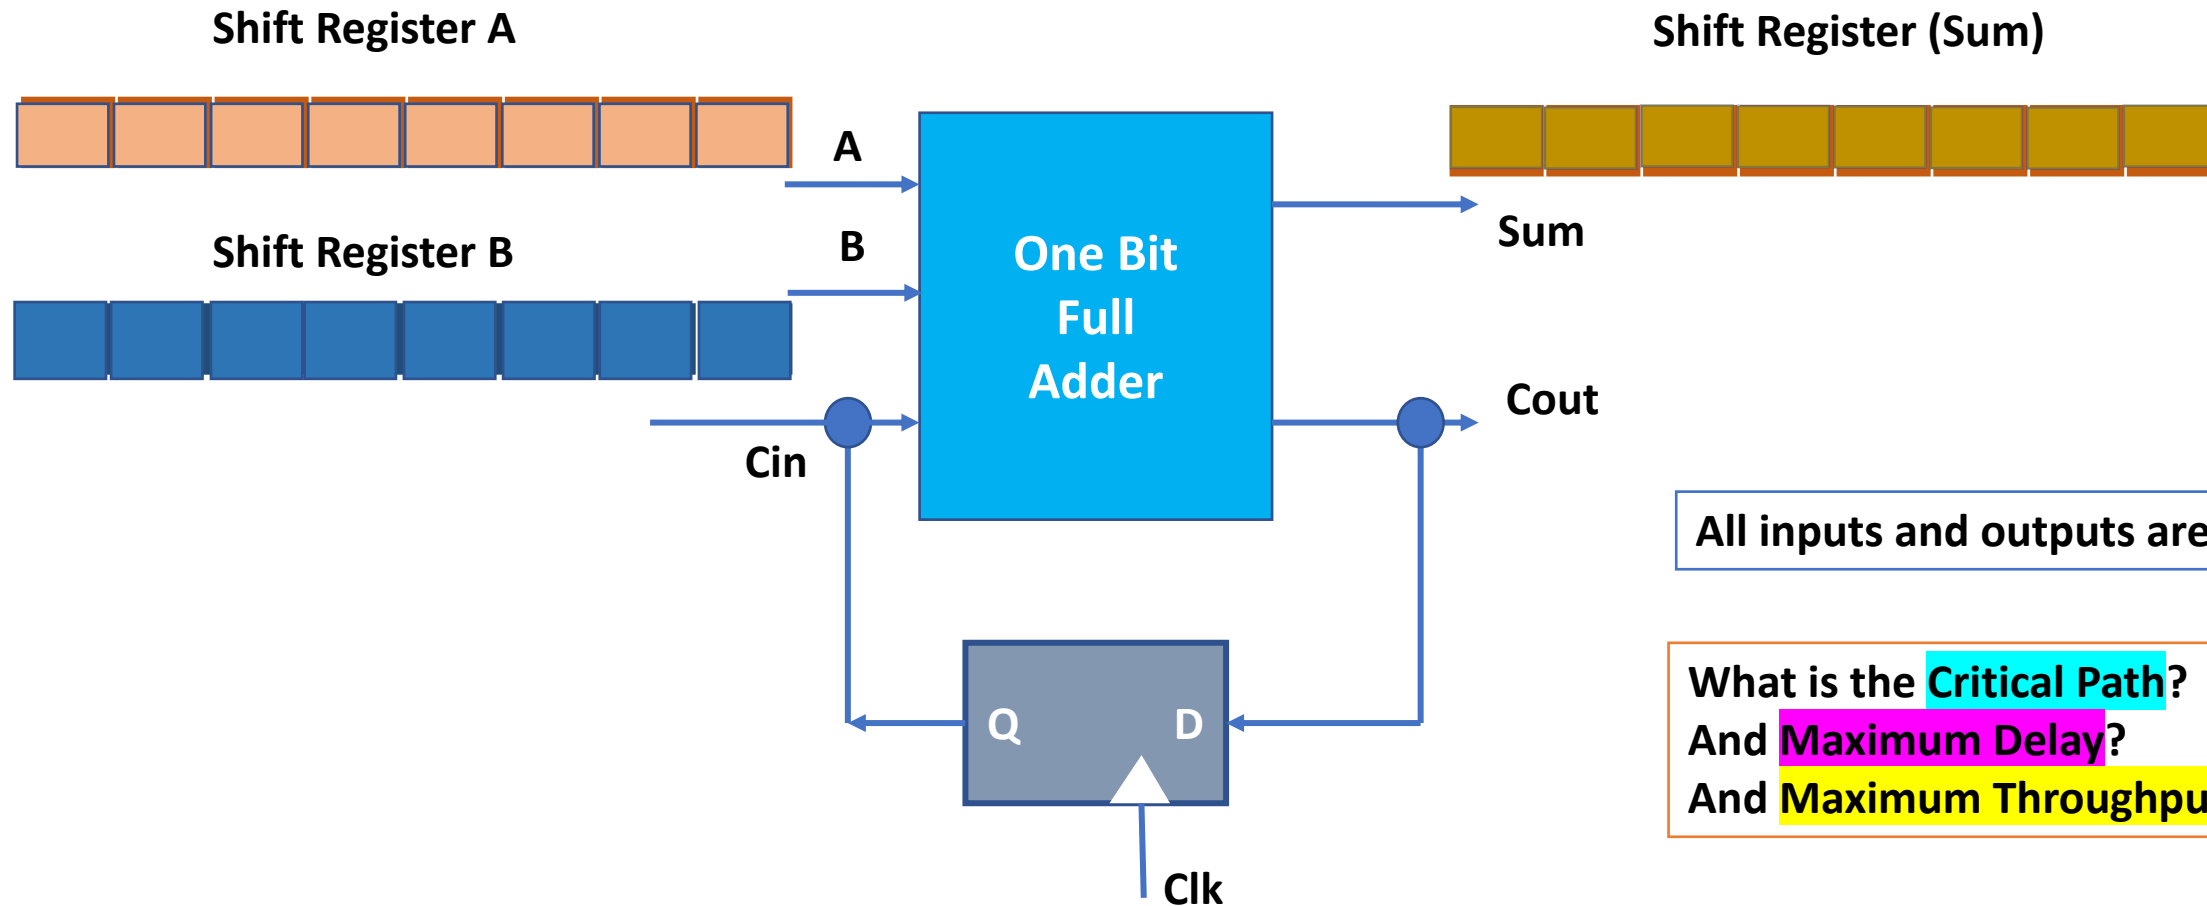 Shift Register A
Shift Register (Sum)
A
Shift Register B
B
Sum
One Bit
Full
Adder
Cin
Cout
All inputs and outputs are
Q
D
What is the Critical Path?
And Maximum Delay?
And Maximum Throughpu
Clk